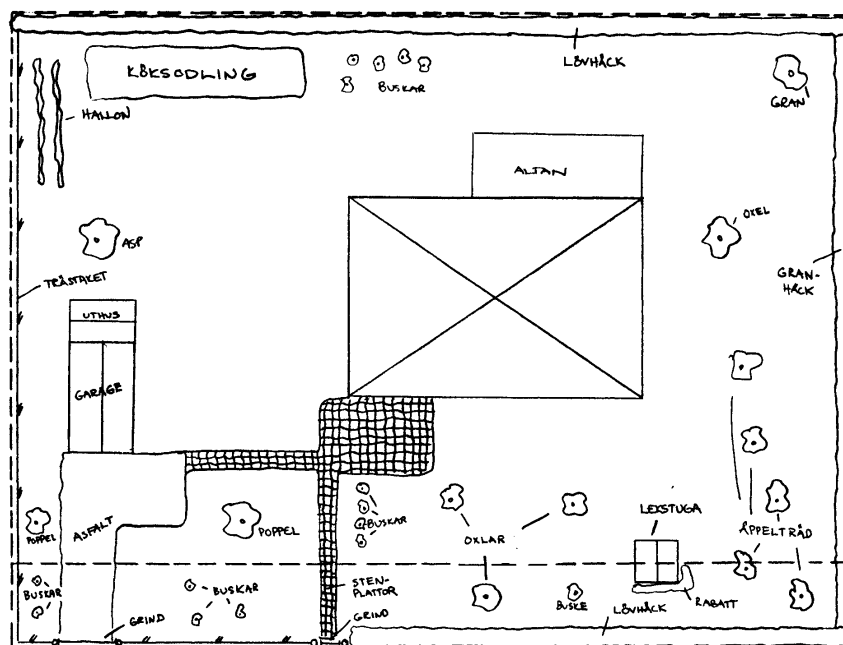 LÖVHÄCK
KÖKSODLING
BUSKAR
GRAN
HALLON
ALTAN
ASP
OXEL
TRÄSTAKET
GRAN-
HÄCK
UTHUS
GARAGE
ASFALT
POPPEL
POPPEL
BUSKAR
OXLAR
LEKSTUGA
ÄPPELTRÄD
BUSKAR
BUSKAR
STEN-
PLATTOR
BUSKE
RABATT
GRIND
GRIND
LÖVHÄCK